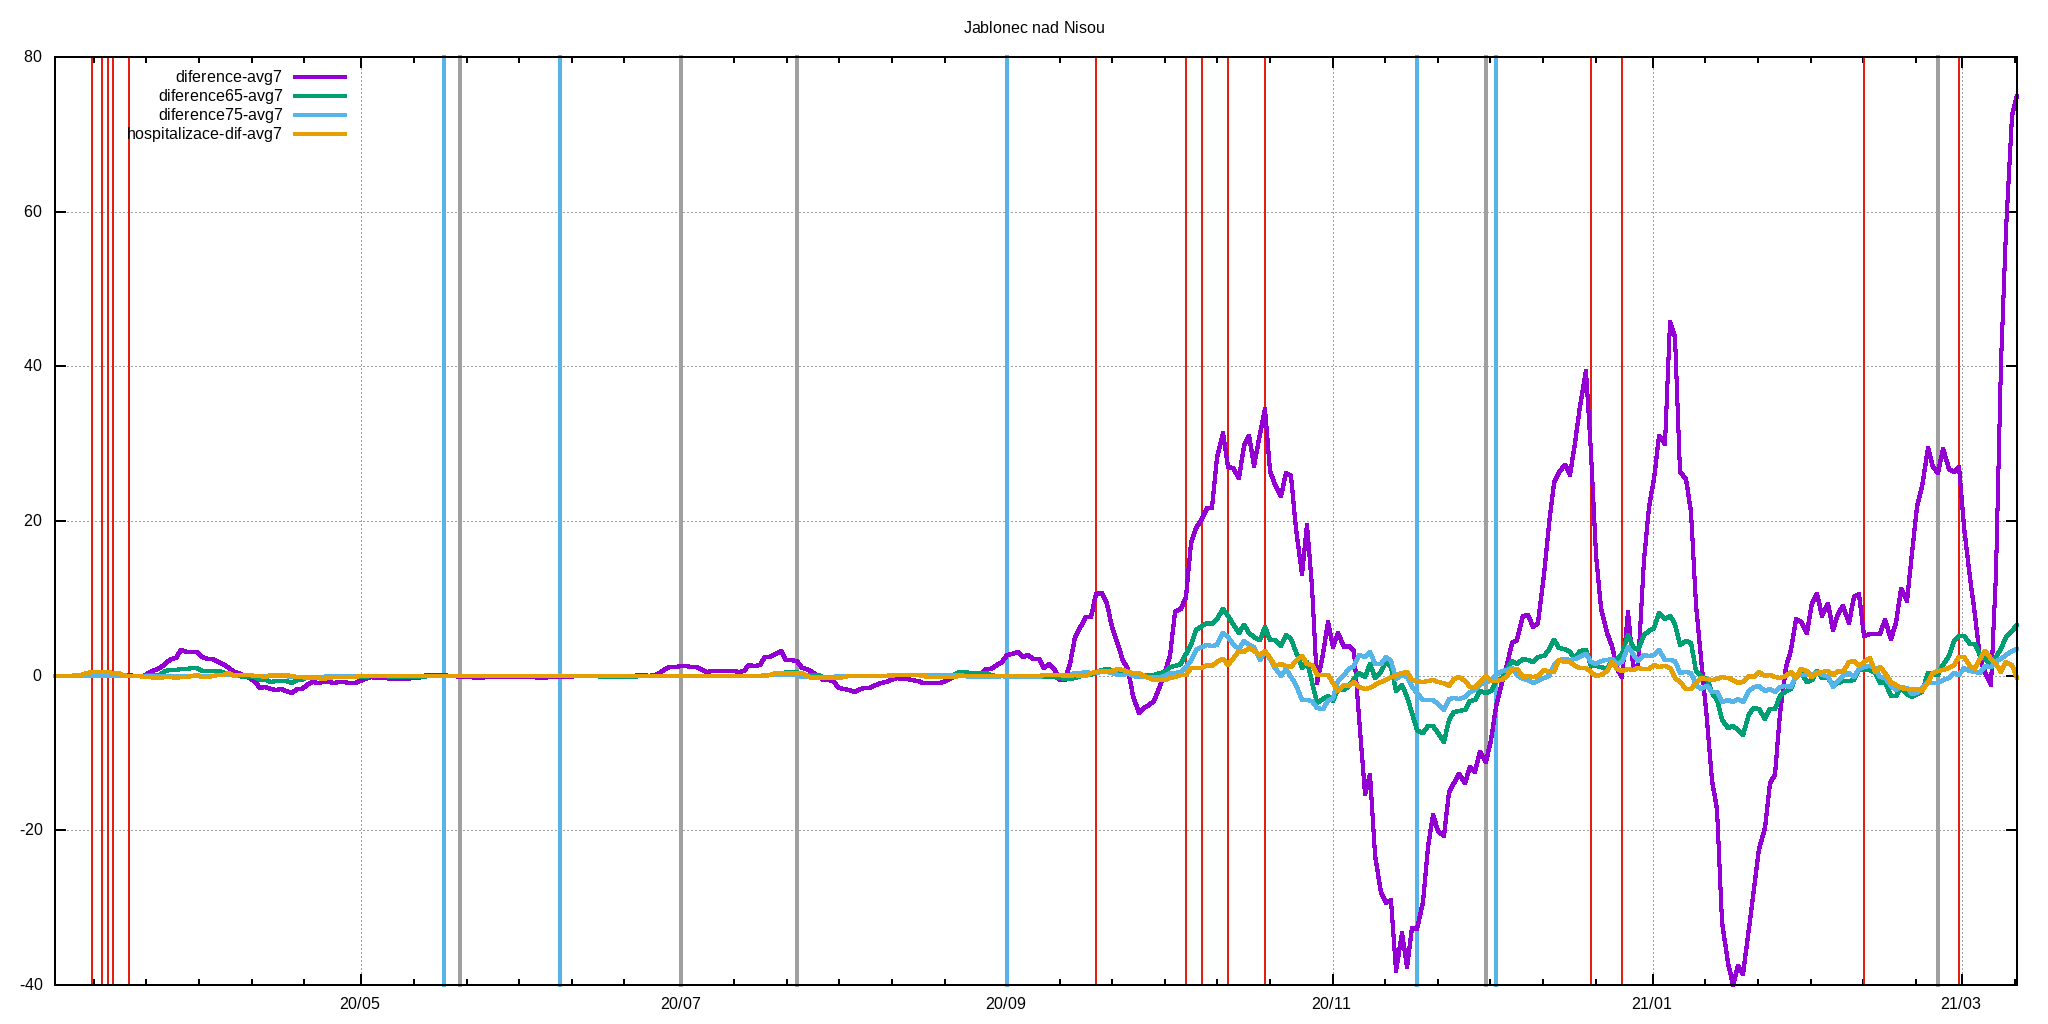 Jablonec nad Nisou
80
diference-avg7
diference65-avg7
diference75-avg7
hospitalizace-dif-avg7
60
40
20
0
-20
-40
20/05 20/07 20/09 20/11 21/01 21/03